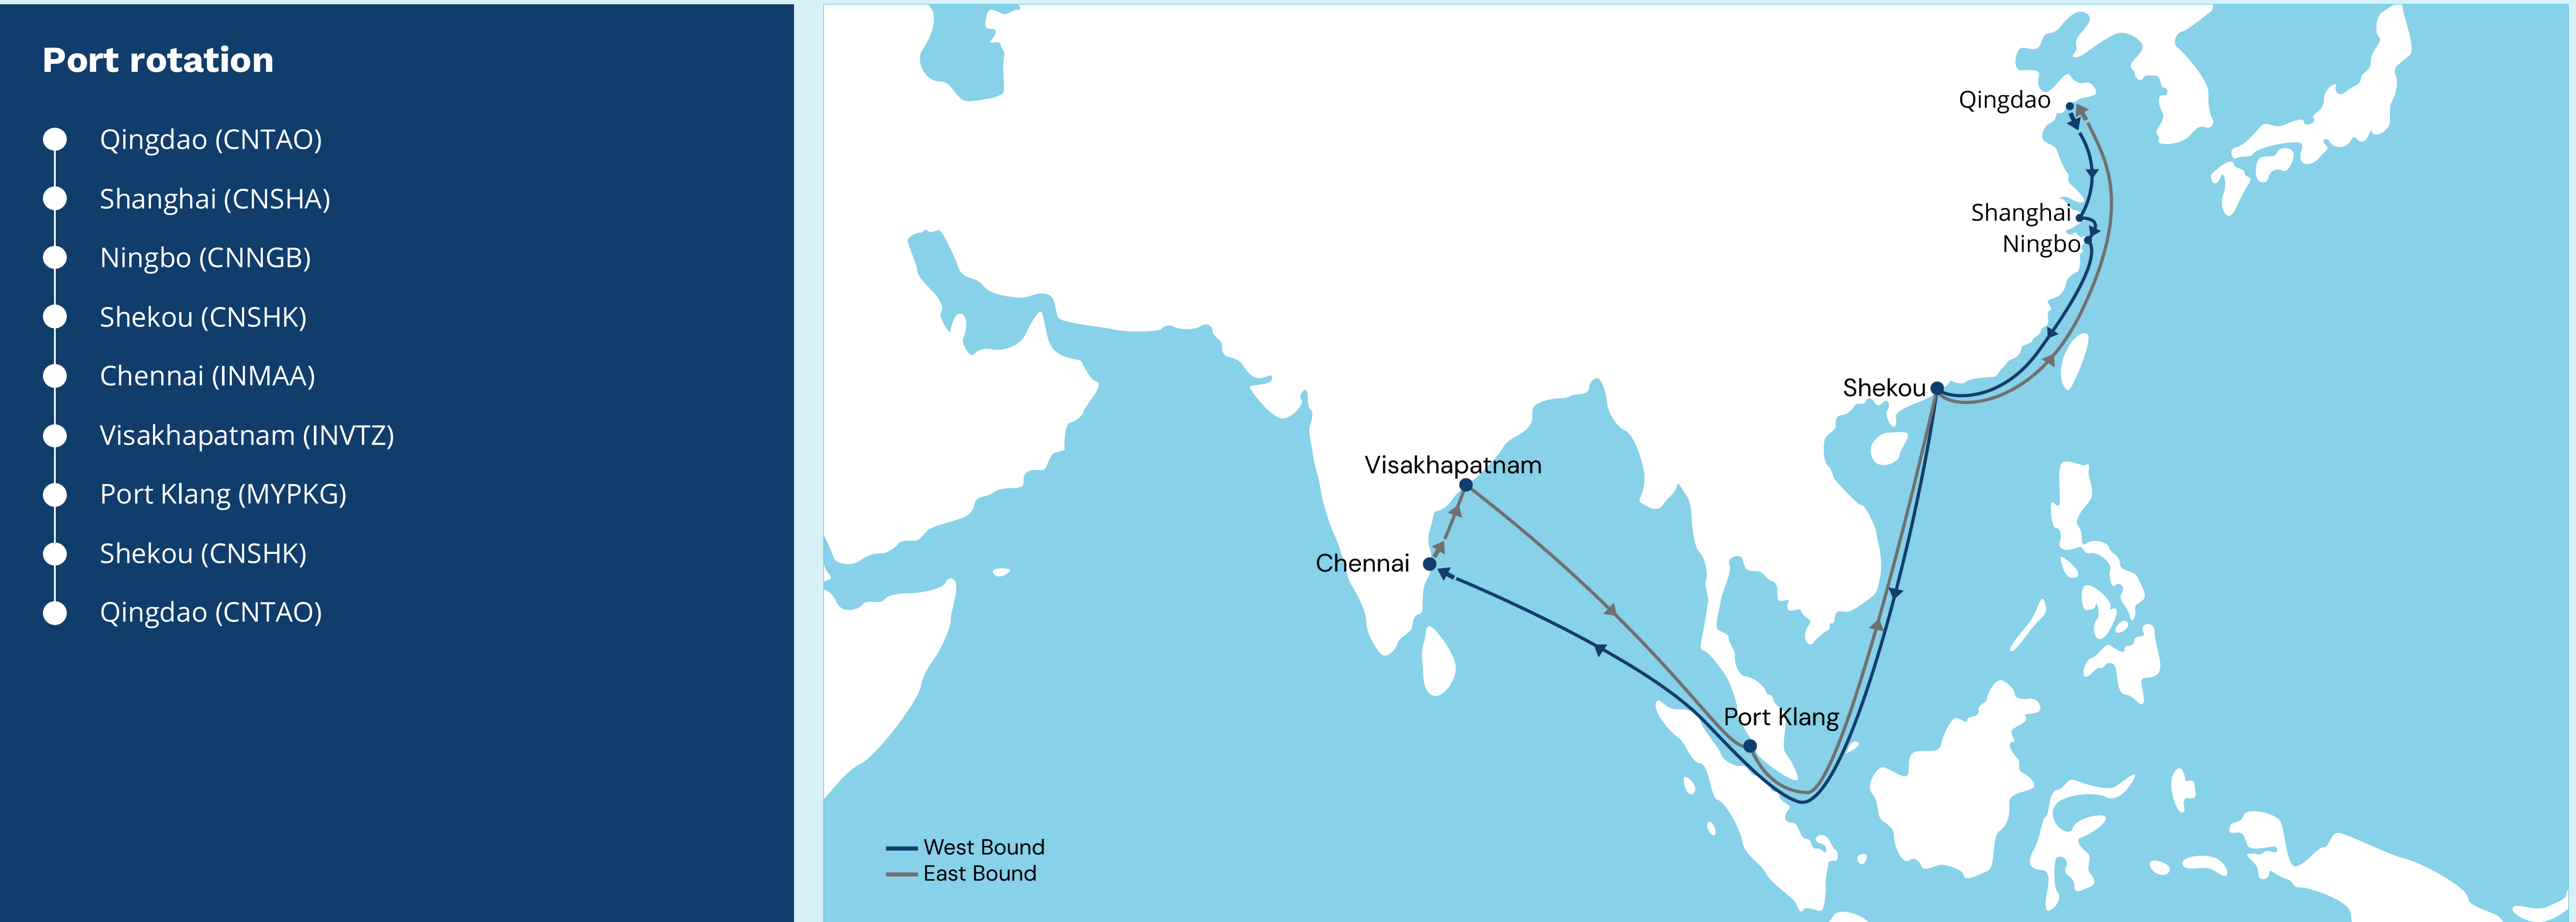 Port rotation
Qingdao (CNTAO)
Shanghai (CNSHA)
Ningbo (CNNGB)
Shekou (CNSHK)
Chennai (INMAA)
Visakhapatnam (INVTZ)
Port Klang (MYPKG)
Shekou (CNSHK)
Qingdao (CNTAO)
Qingdao
Shanghai
Ningbo
Shekou
Visakhapatnam
Chennai
Port Klang
West Bound
East Bound